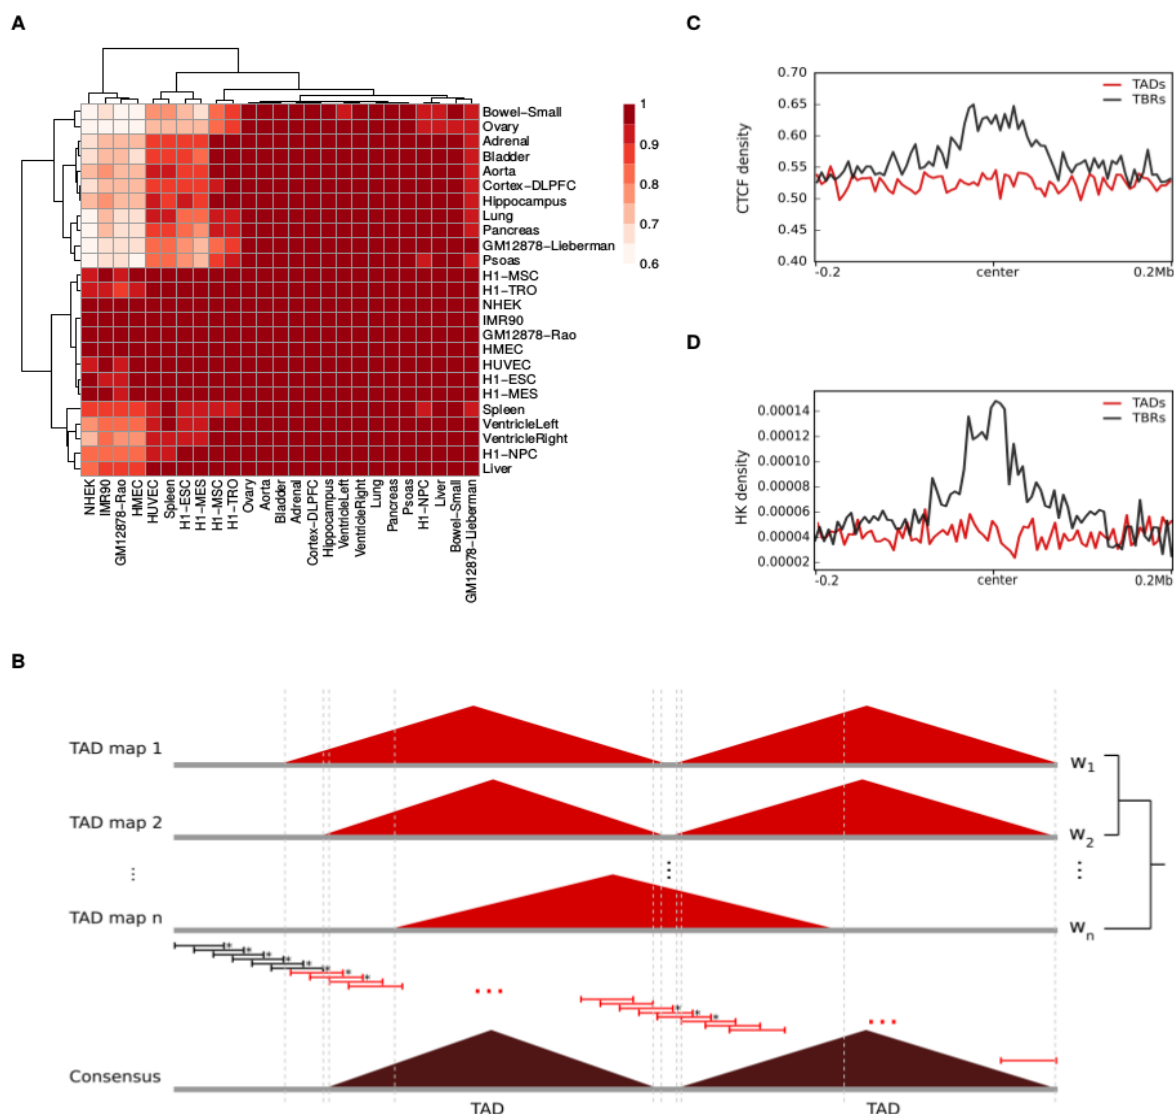 A
Bowel-Small
Ovary
Adrenal
Bladder
Aorta
Cortex-DLPFC
Hippocampus
Lung
Pancreas
GM12878-Lieberman
Psoas
H1-MSC
H1-TRO
NHEK
IMR90
GM12878-Rao
HMEC
HUVEC
H1-ESC
H1-MES
Spleen
VentricleLeft
VentricleRight
H1-NPC
Liver
1
0.9
0.8
0.7
0.6
NHEK
IMR90
GM12878-Rao
HMEC
HUVEC
Spleen
H1-ESC
H1-MES
H1-MSC
H1-TRO
Ovary
Aorta
Bladder
Adrenal
Cortex-DLPFC
Hippocampus
VentricleLeft
VentricleRight
Lung
Pancreas
Psoas
H1-NPC
Liver
Bowel-Small
GM12878-Lieberman
C
0.70
0.65
0.60
0.55
0.50
0.45
0.40
CTCF density
TADs
TBRs
-0.2 center 0.2Mb
D
0.00014
0.00012
0.00010
0.00008
0.00006
0.00004
0.00002
HK density
TADs
TBRs
-0.2 center 0.2Mb
B
TAD map 1 w1
TAD map 2 w2
⋮ ⋮ ⋮
TAD map n wn
* * * * * * * *
... * * * ...
Consensus
TAD TAD